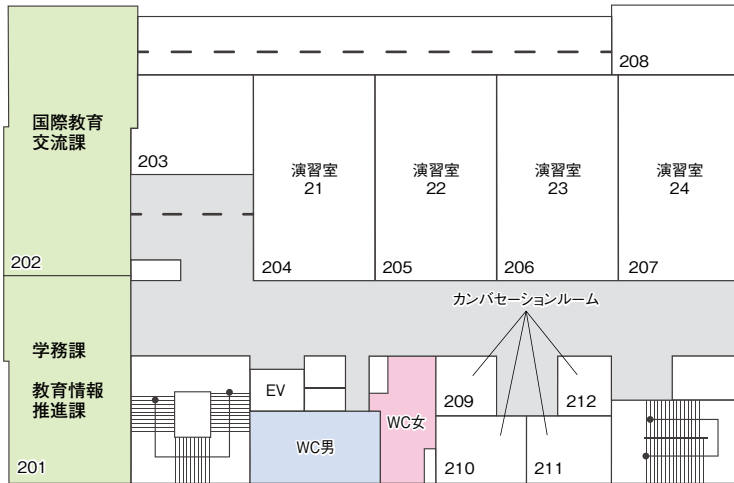 208
国際教育
交流課
203
演習室
21
演習室
22
演習室
23
演習室
24
202
204
205
206
207
カンバセーションルーム
学務課
教育情報
推進課
EV
209
212
WC女
WC男
210
211
201